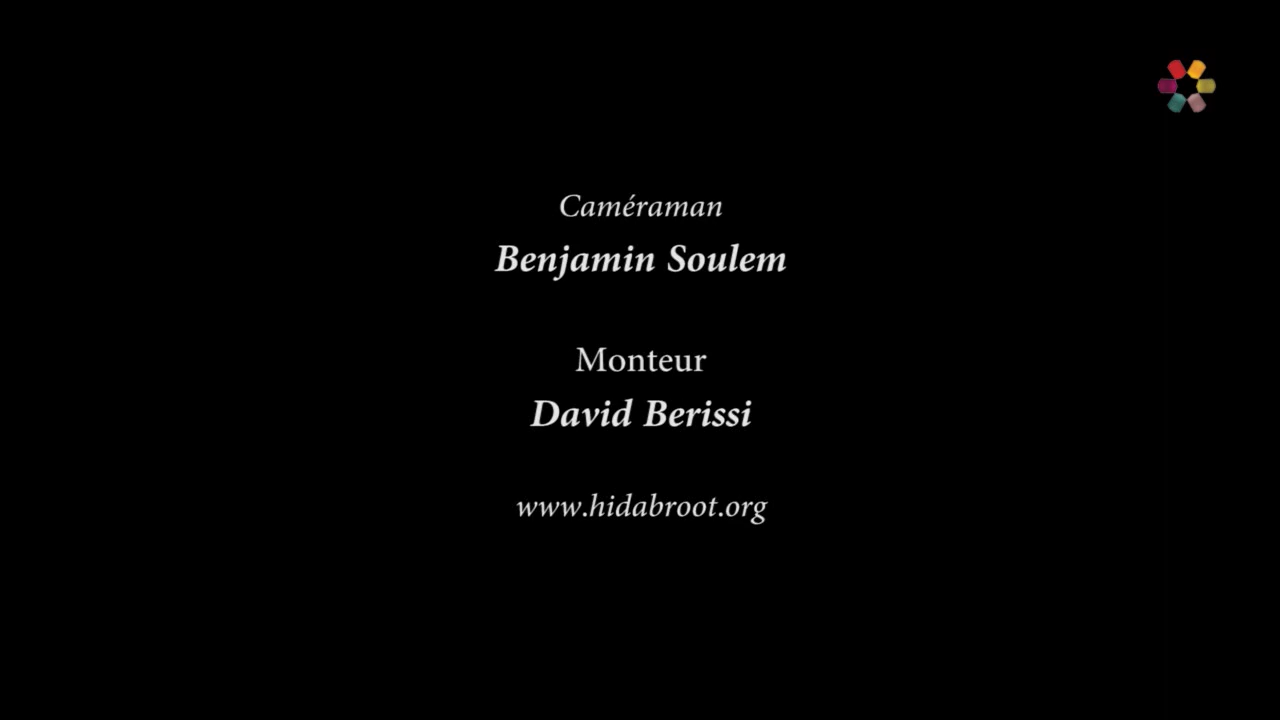 Caméraman
Benjamin Soulem
Monteur
David Berissi
www.hidabroot.org